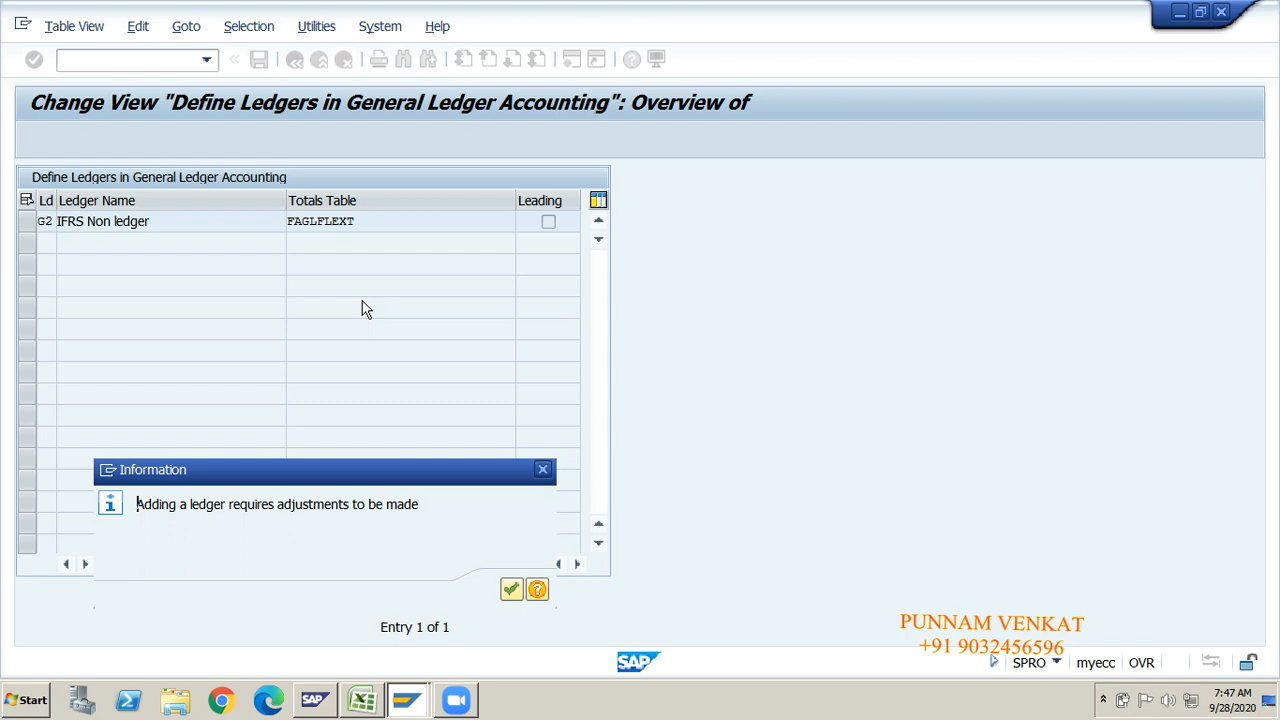 Table View Edit Goto Selection Utilities System Help
Change View "Define Ledgers in General Ledger Accounting": Overview of
Define Ledgers in General Ledger Accounting
Ld Ledger Name Totals Table Leading
G2 IFRS Non ledger FAGLFLEXT
Information
Adding a ledger requires adjustments to be made
Entry 1 of 1
PUNNAM VENKAT
+91 9032456596
SAP
SPRO myecc OVR
Start SAP 7:47 AM
9/28/2020